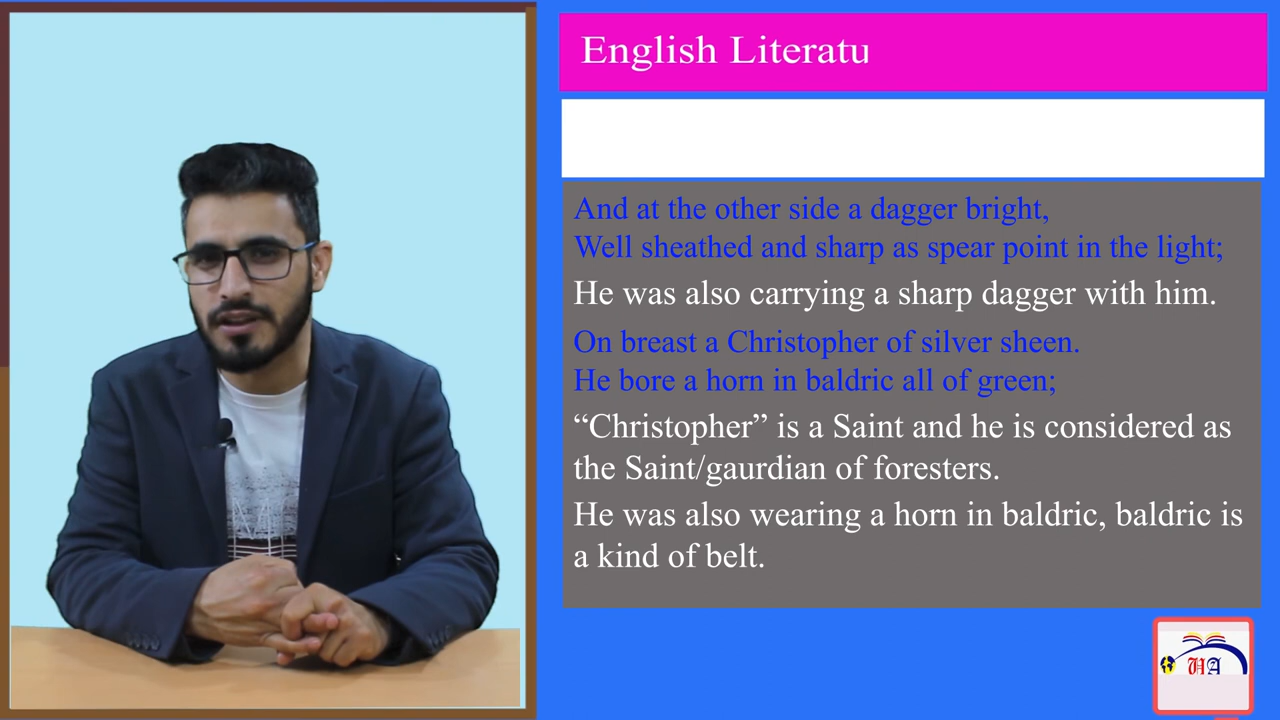 English Literatu
And at the other side a dagger bright,
Well sheathed and sharp as spear point in the light;
He was also carrying a sharp dagger with him.
On breast a Christopher of silver sheen.
He bore a horn in baldric all of green;
“Christopher” is a Saint and he is considered as
the Saint/gaurdian of foresters.
He was also wearing a horn in baldric, baldric is
a kind of belt.
HA